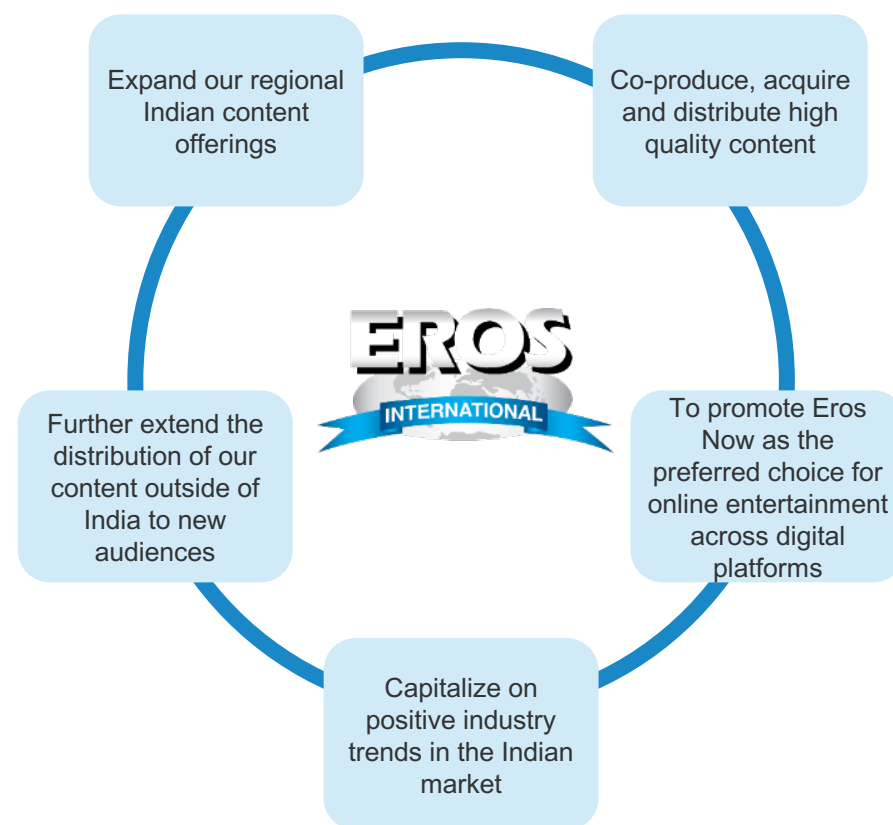 Expand our regional
Indian content
offerings
Co-produce, acquire
and distribute high
quality content
EROS
INTERNATIONAL
Further extend the
distribution of our
content outside of
India to new
audiences
To promote Eros
Now as the
preferred choice for
online entertainment
across digital
platforms
Capitalize on
positive industry
trends in the Indian
market